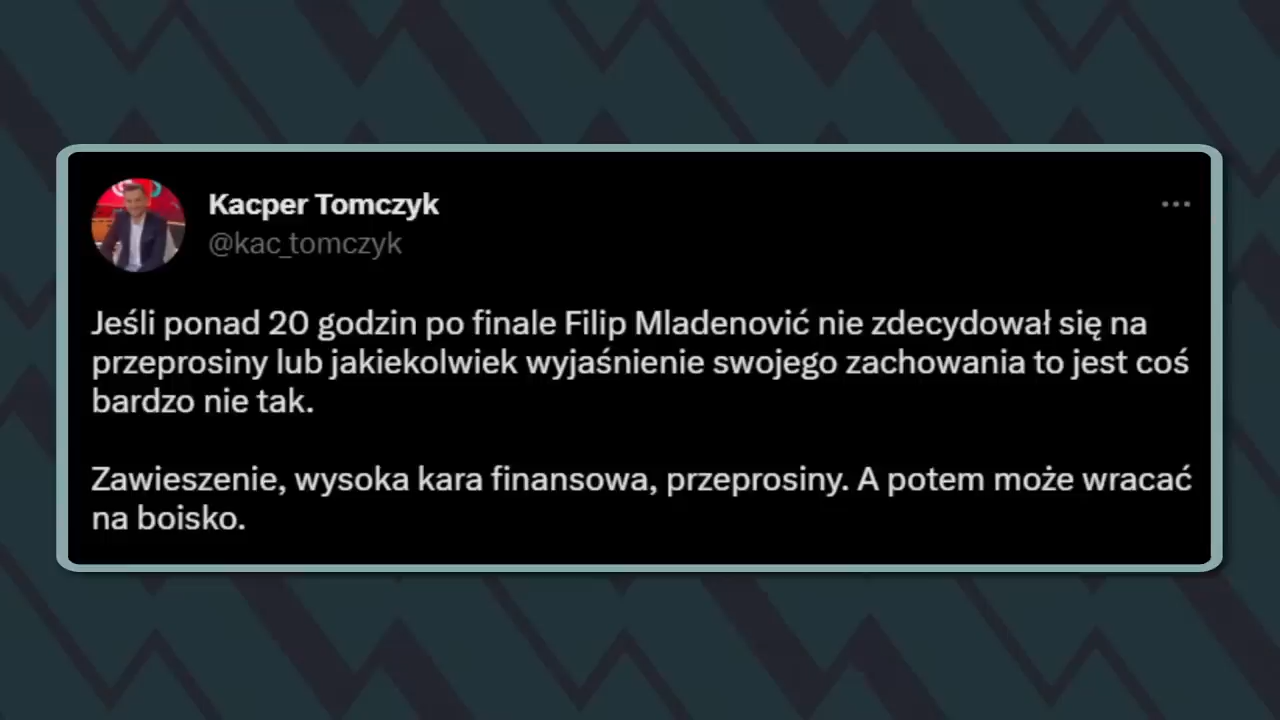 Kacper Tomczyk
@kac_tomczyk
Jeśli ponad 20 godzin po finale Filip Mladenović nie zdecydował się na
przeprosiny lub jakiekolwiek wyjaśnienie swojego zachowania to jest coś
bardzo nie tak.
Zawieszenie, wysoka kara finansowa, przeprosiny. A potem może wracać
na boisko.